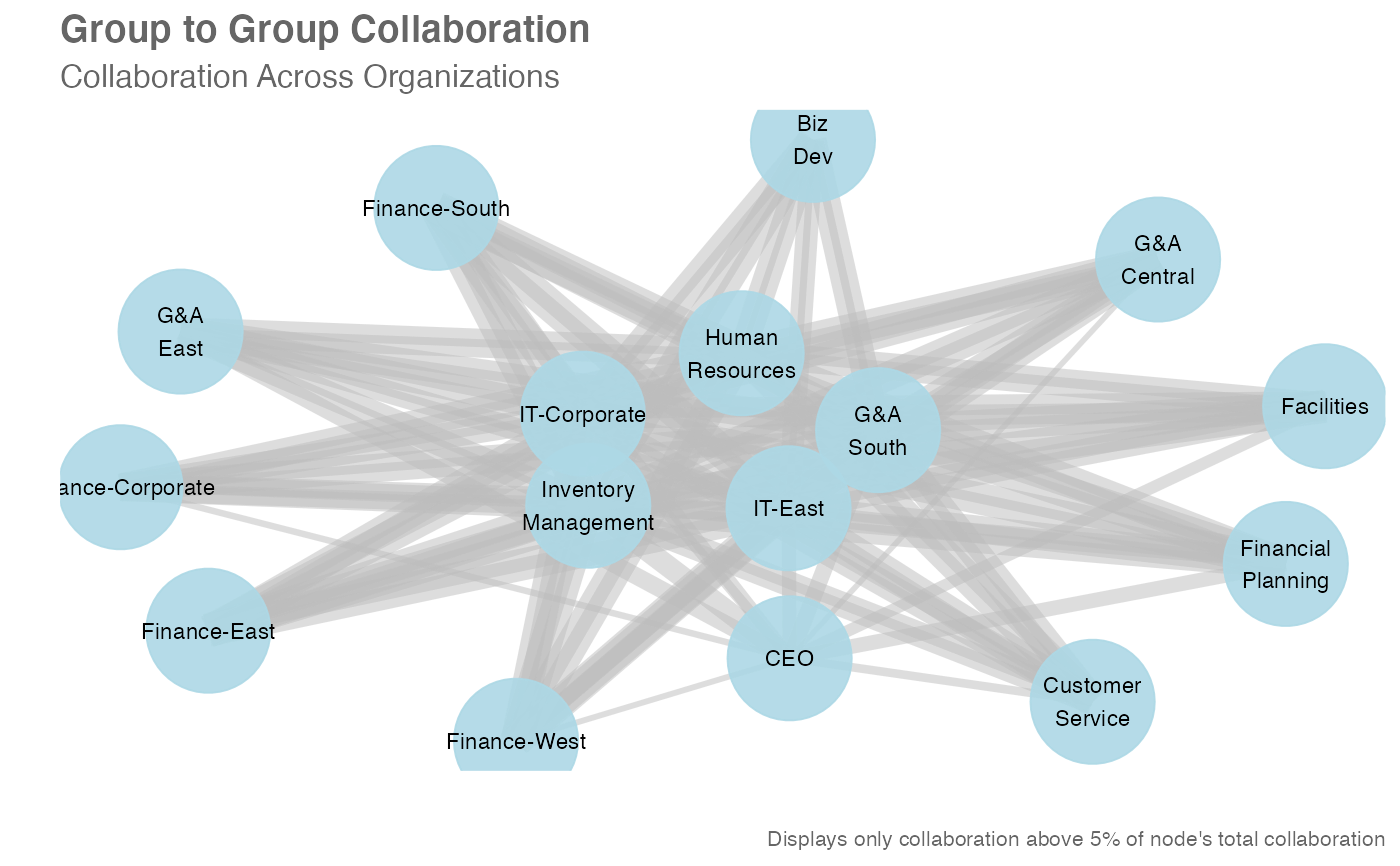 Group to Group Collaboration
Collaboration Across Organizations
Biz
Dev
Finance-South
G&A
Central
G&A
East
Human
Resources
IT-Corporate
G&A
South
Facilities
ance-Corporate
Inventory
Management
IT-East
Financial
Planning
Finance-East
CEO
Customer
Service
Finance-West
Displays only collaboration above 5% of node's total collaboration